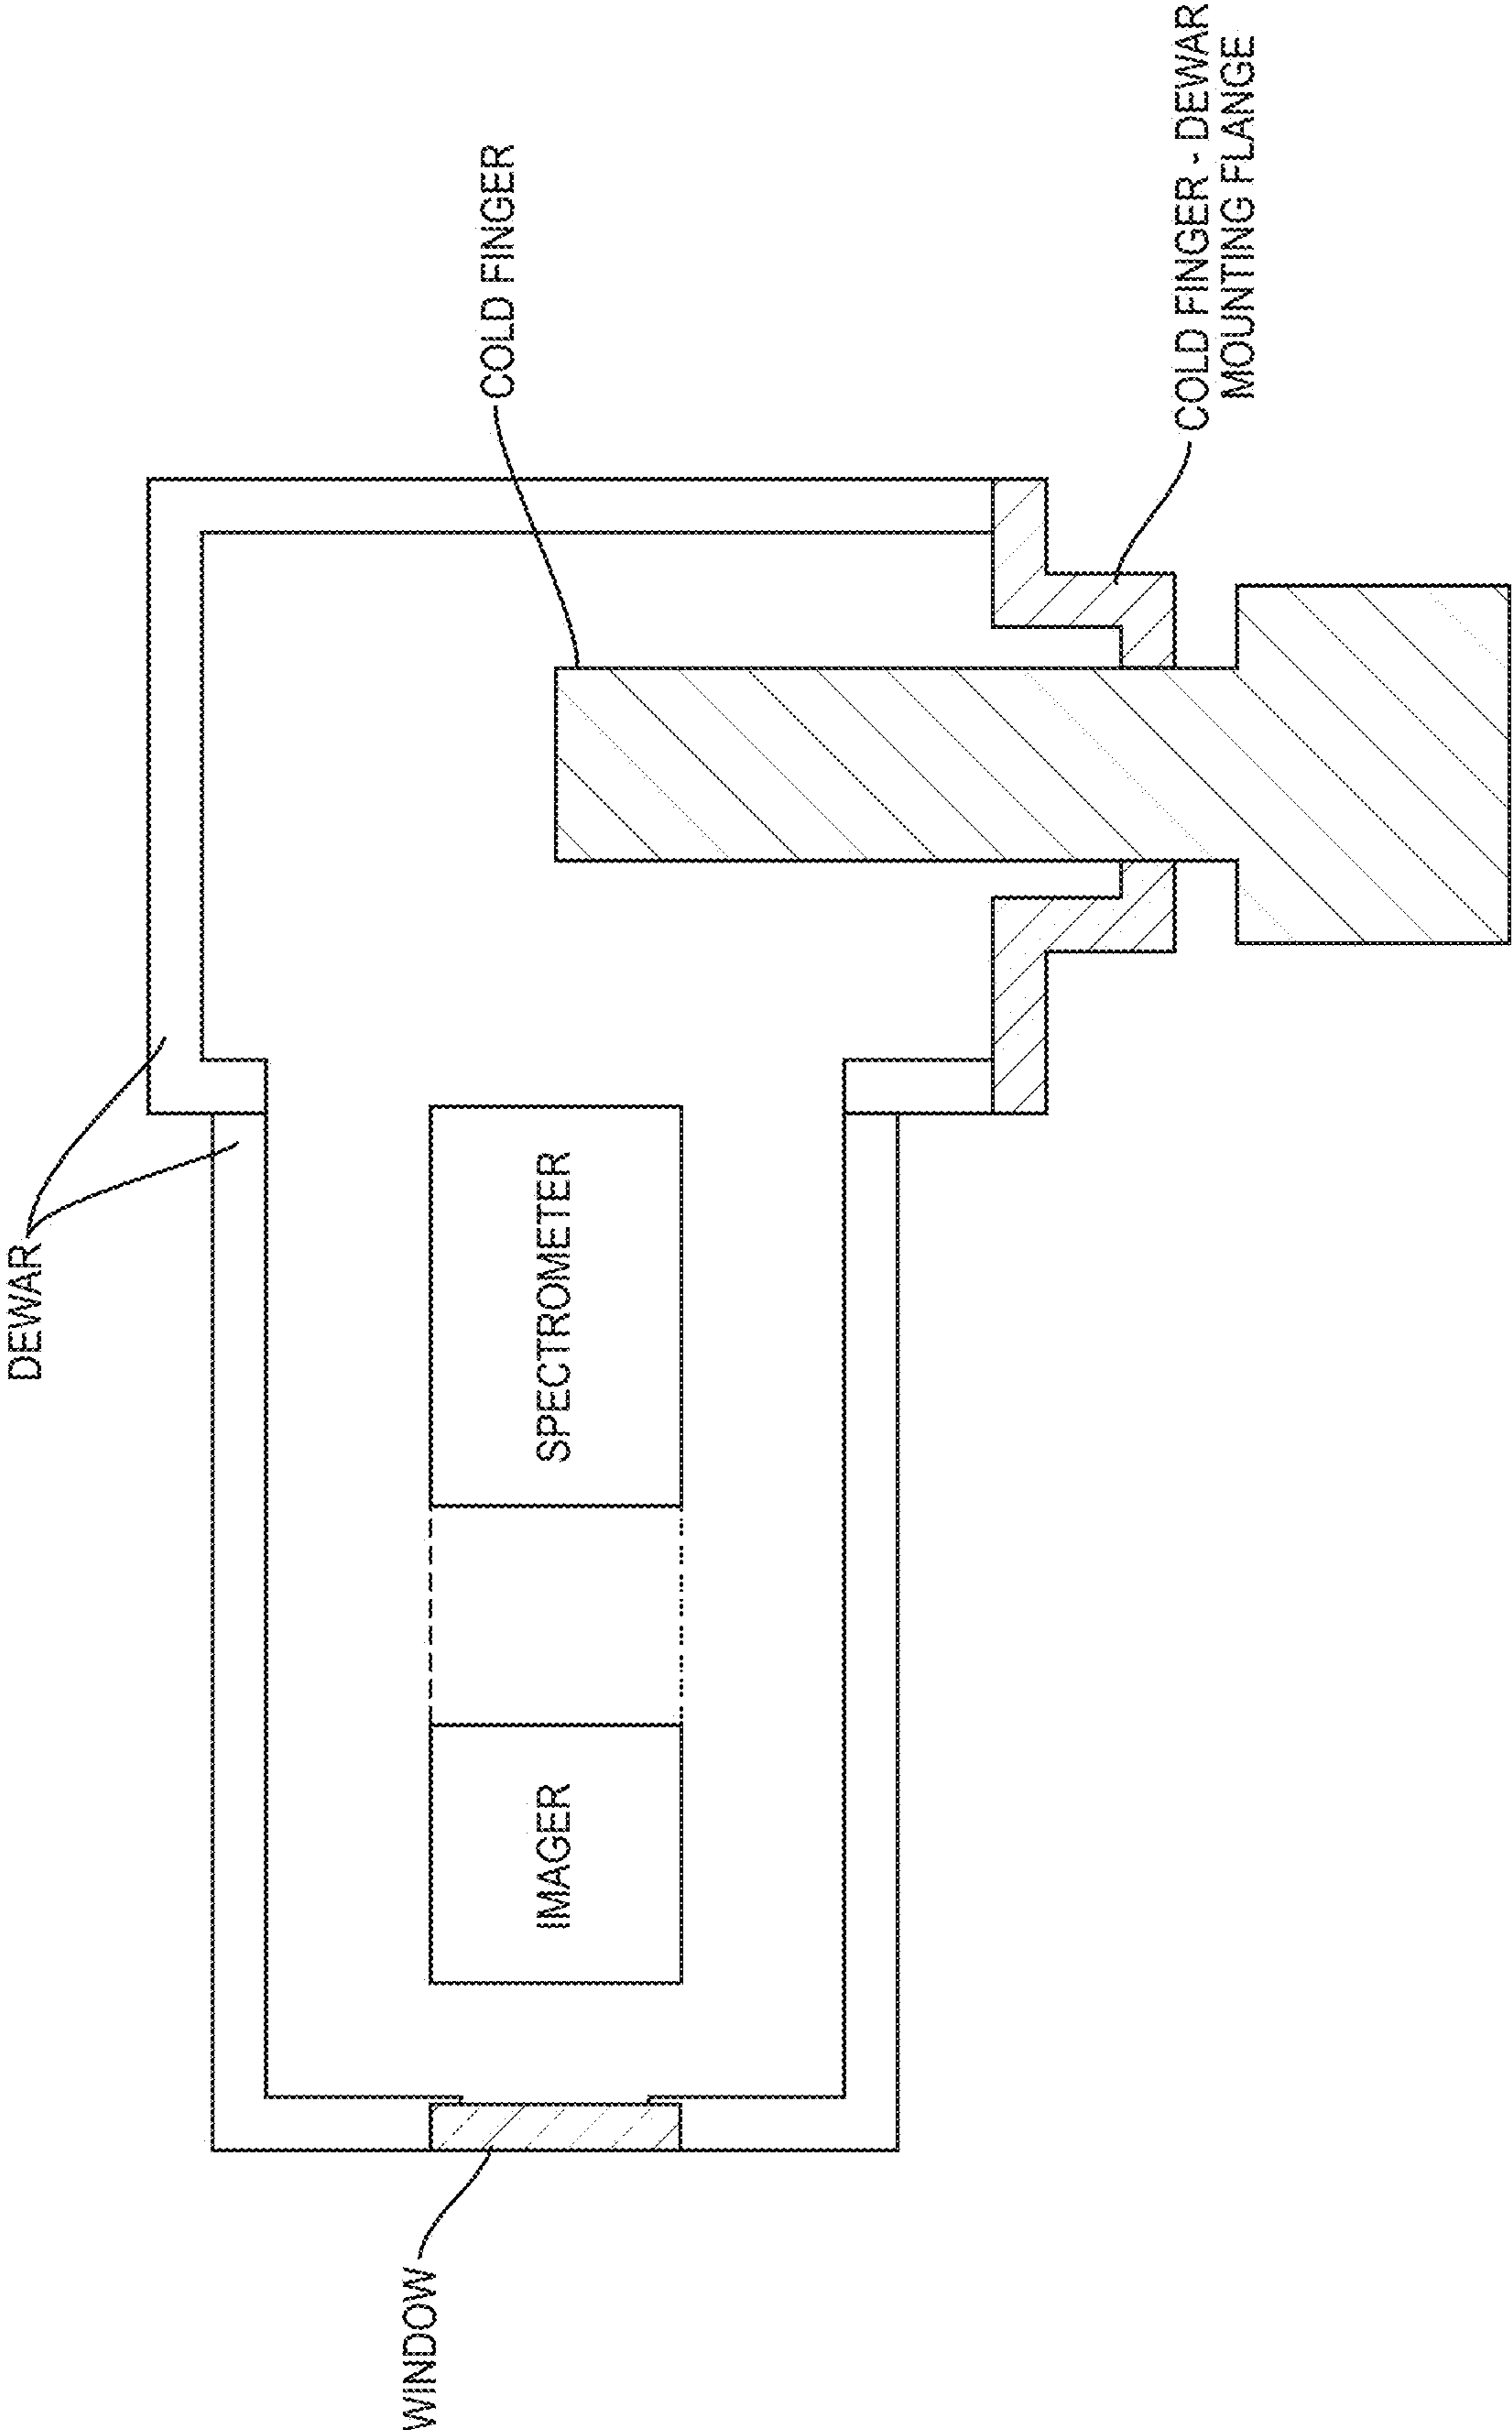 DEWAR
COLD FINGER
COLD FINGER - DEWAR
MOUNTING FLANGE
SPECTROMETER
IMAGER
WINDOW